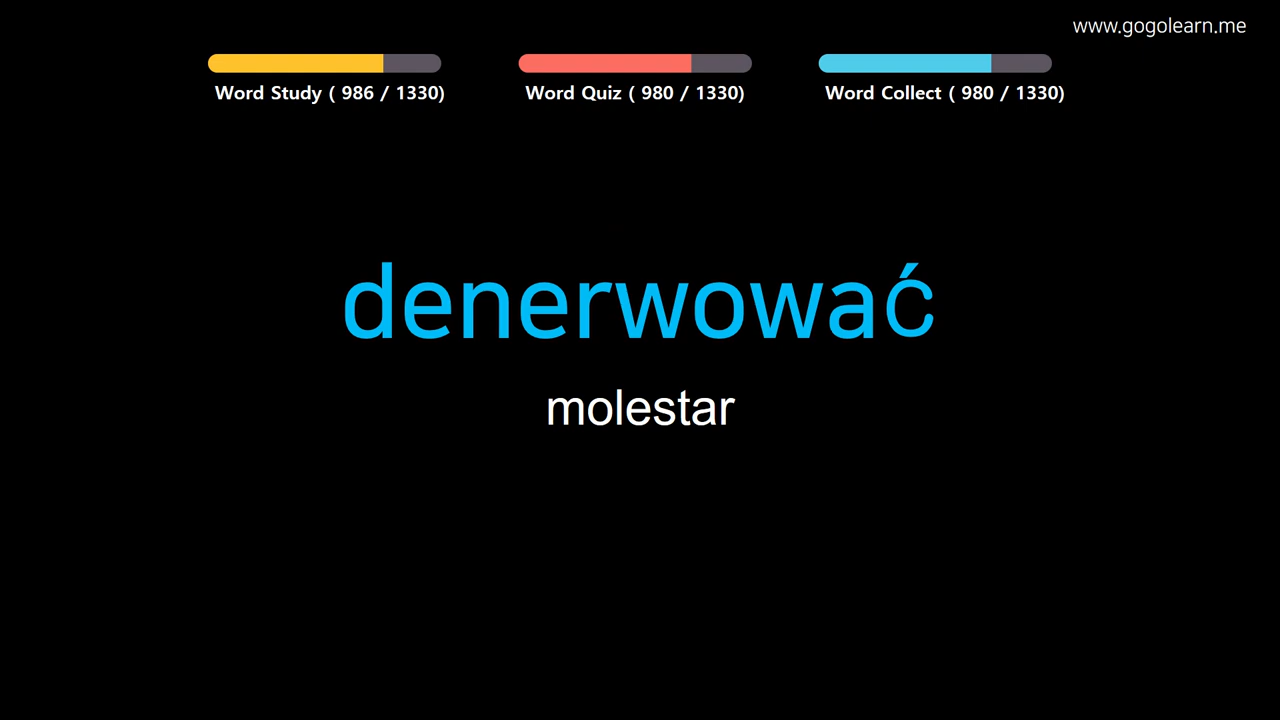 www.gogolearn.me
Word Study ( 986 / 1330)
Word Quiz ( 980 / 1330)
Word Collect ( 980 / 1330)
denerwować
molestar